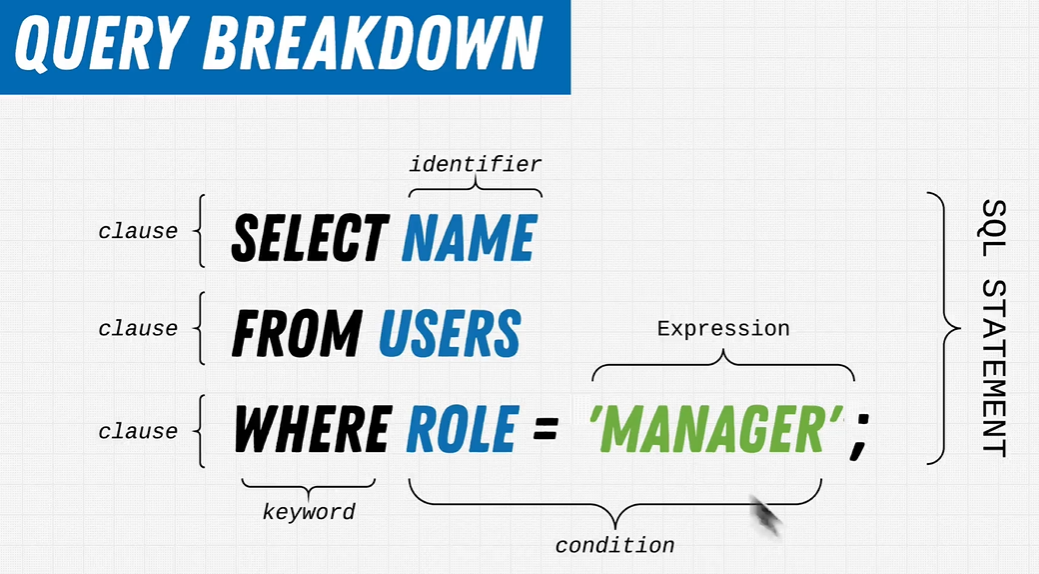 QUERY BREAKDOWN
identifier
clause SELECT NAME
clause FROM USERS
Expression
clause WHERE ROLE = 'MANAGER';
keyword
condition
SQL STATEMENT